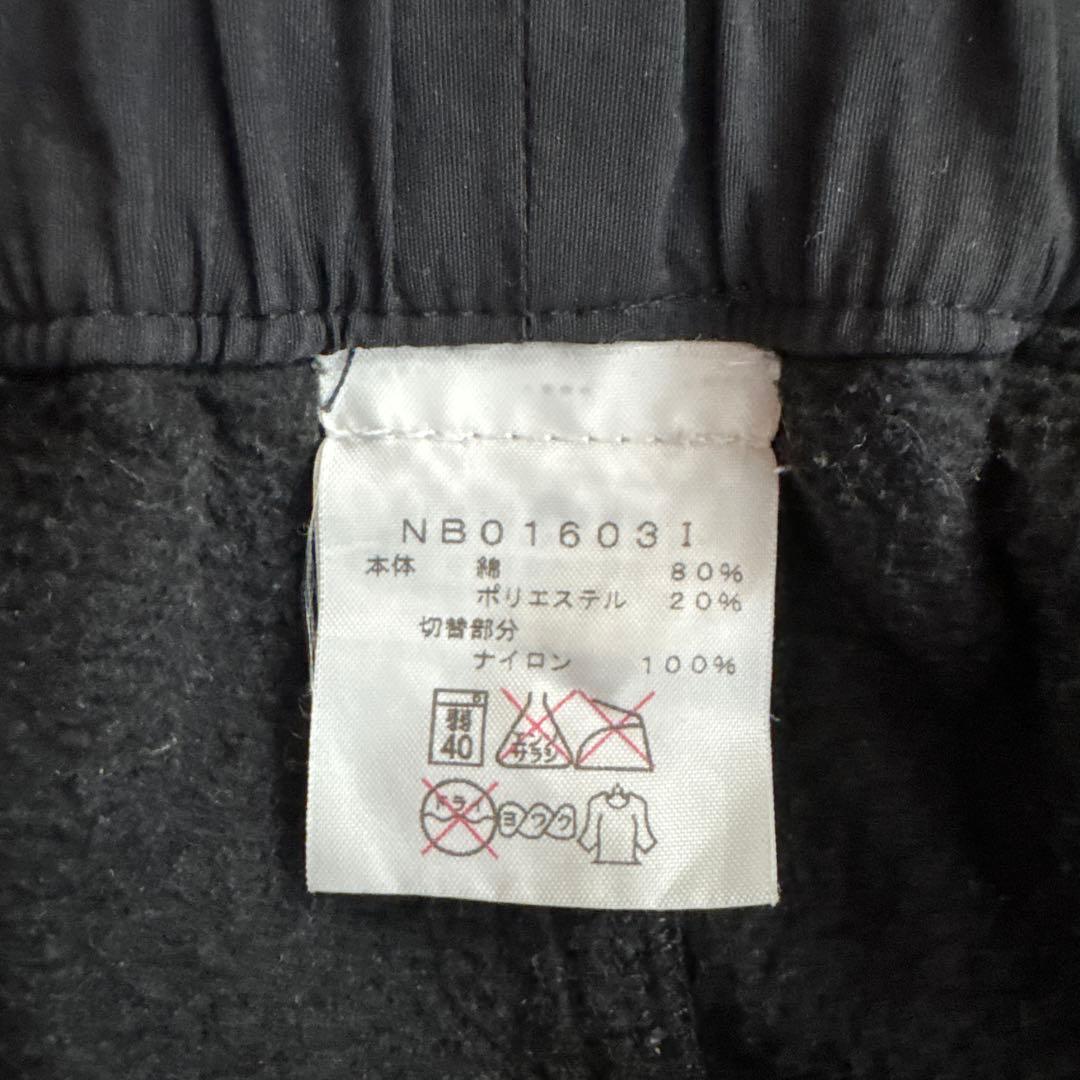 NB01603I
本体 綿 80%
ポリエステル 20%
切替部分
ナイロン 100%
弱
40
エンソ
サラシ
ドライ
ヨワク